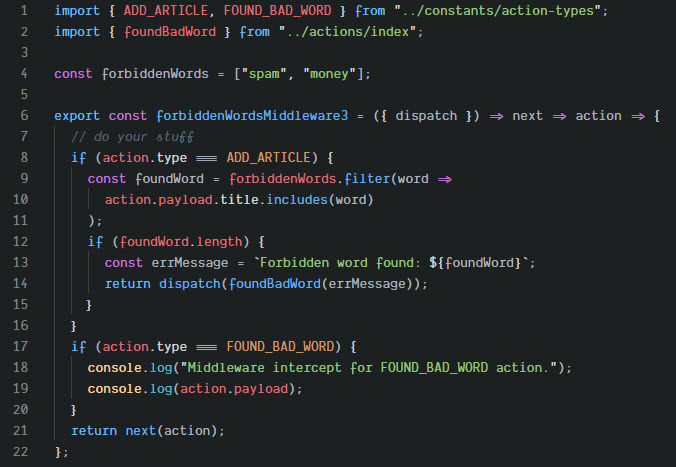 1 import { ADD_ARTICLE, FOUND_BAD_WORD } from "../constants/action-types";
2 import { foundBadWord } from "../actions/index";
3
4 const forbiddenWords = ["spam", "money"];
5
6 export const forbiddenWordsMiddleware3 = ({ dispatch }) => next => action => {
7 // do your stuff
8 if (action.type === ADD_ARTICLE) {
9 const foundWord = forbiddenWords.filter(word =>
10 action.payload.title.includes(word)
11 );
12 if (foundWord.length) {
13 const errMessage = `Forbidden word found: ${foundWord}`;
14 return dispatch(foundBadWord(errMessage));
15 }
16 }
17 if (action.type === FOUND_BAD_WORD) {
18 console.log("Middleware intercept for FOUND_BAD_WORD action.");
19 console.log(action.payload);
20 }
21 return next(action);
22 };